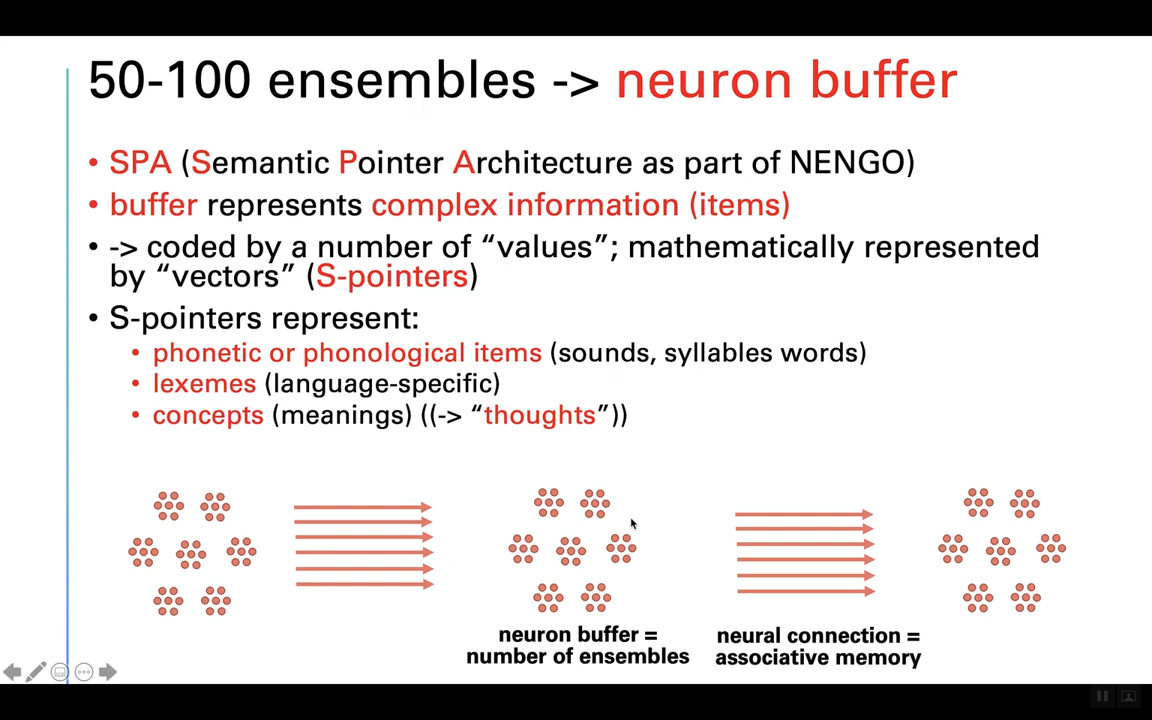 50-100 ensembles -> neuron buffer
• SPA (Semantic Pointer Architecture as part of NENGO)
• buffer represents complex information (items)
• -> coded by a number of “values”; mathematically represented
by “vectors” (S-pointers)
• S-pointers represent:
• phonetic or phonological items (sounds, syllables words)
• lexemes (language-specific)
• concepts (meanings) ((-> “thoughts”))
neuron buffer =
number of ensembles
neural connection =
associative memory